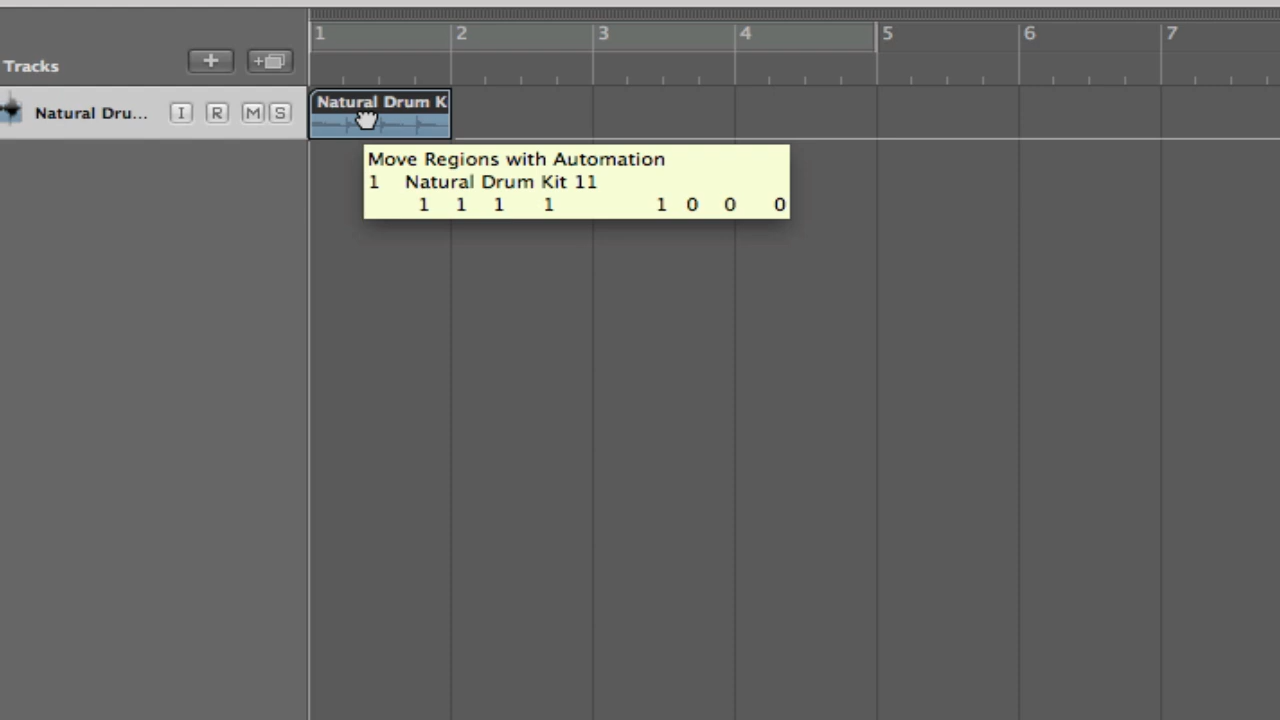 1 2 3 4 5 6 7
Tracks + +
Natural Dru... I R M S
Natural Drum K
Move Regions with Automation
1 Natural Drum Kit 11
1 1 1 1 1 0 0 0